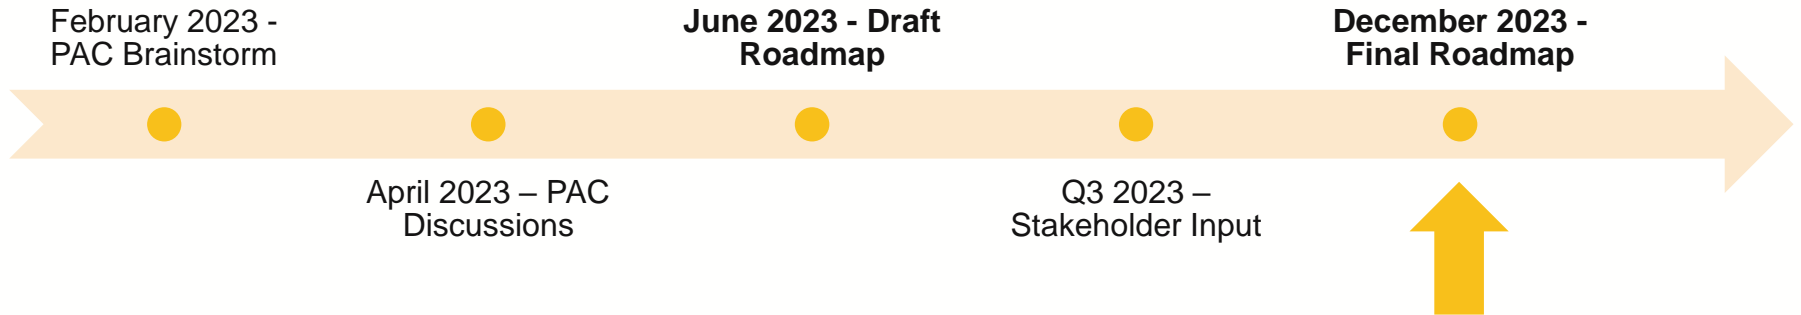 February 2023 -
PAC Brainstorm
April 2023 – PAC
Discussions
June 2023 - Draft
Roadmap
Q3 2023 –
Stakeholder Input
December 2023 -
Final Roadmap